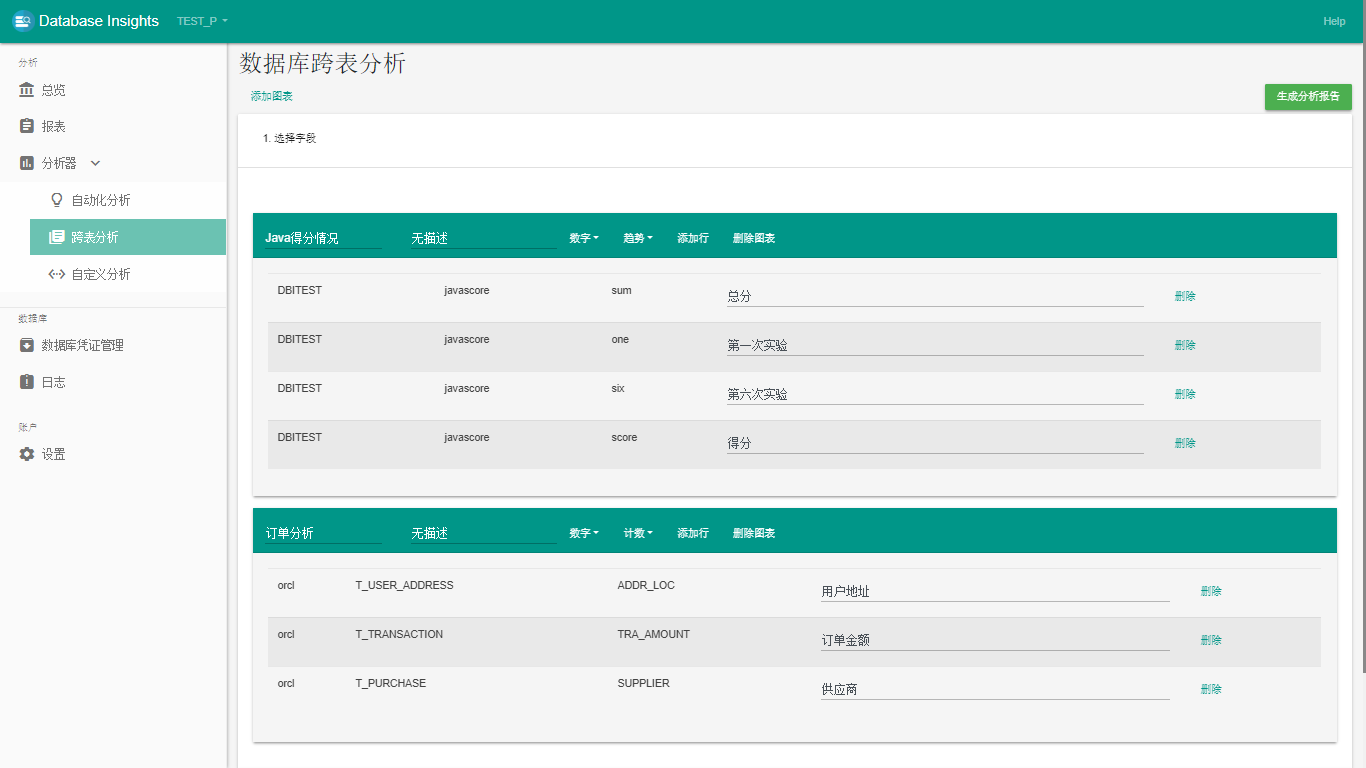 Database Insights TEST_P Help
分析
总览
报表
分析器
自动化分析
跨表分析
自定义分析
数据库
数据库凭证管理
日志
账户
设置
数据库跨表分析
添加图表 生成分析报告
1. 选择字段
Java得分情况 无描述 数字 趋势 添加行 删除图表
DBITEST javascore sum 总分 删除
DBITEST javascore one 第一次实验 删除
DBITEST javascore six 第六次实验 删除
DBITEST javascore score 得分 删除
订单分析 无描述 数字 计数 添加行 删除图表
orcl T_USER_ADDRESS ADDR_LOC 用户地址 删除
orcl T_TRANSACTION TRA_AMOUNT 订单金额 删除
orcl T_PURCHASE SUPPLIER 供应商 删除